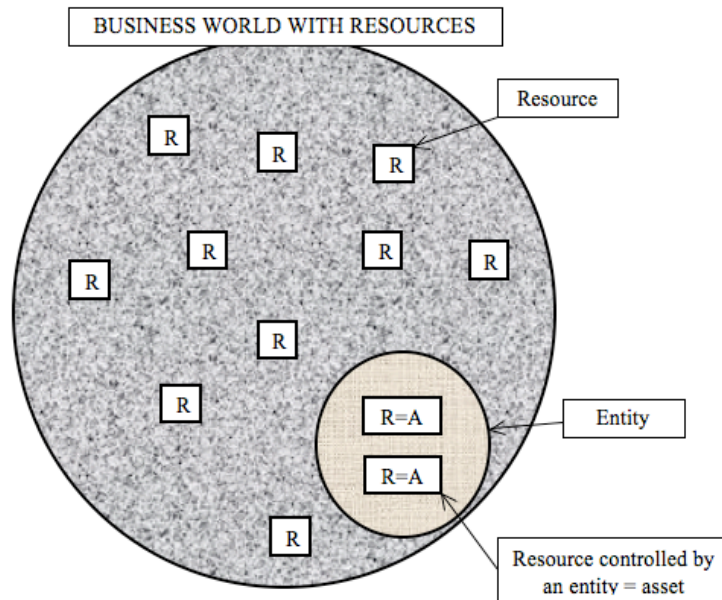 BUSINESS WORLD WITH RESOURCES
Resource
R
R
R
R
R
R
R
R
R
R=A
Entity
R=A
R
Resource controlled by
an entity = asset